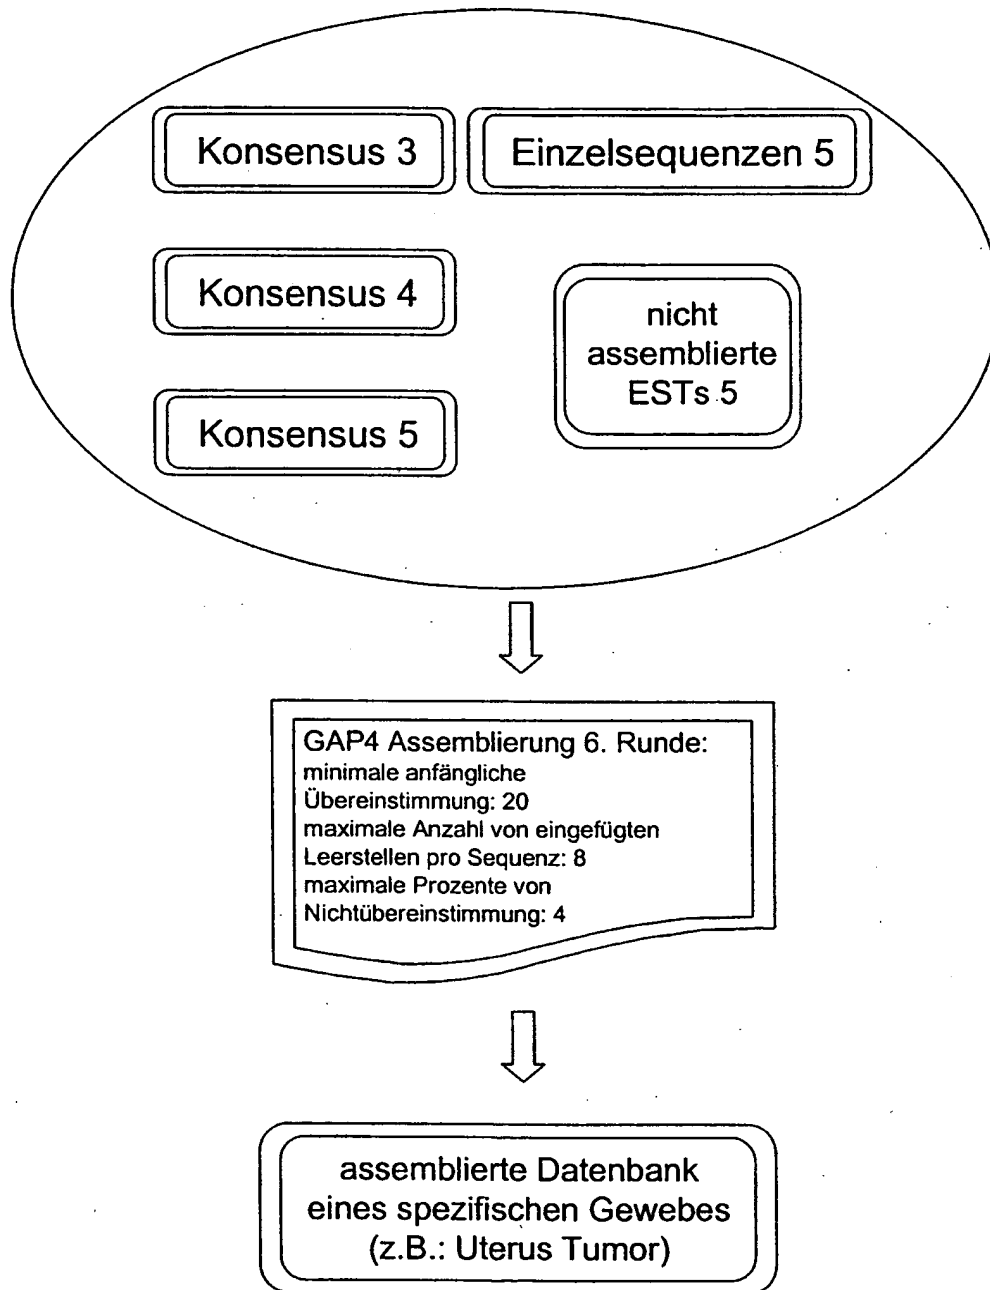 Konsensus 3
Einzelsequenzen 5
Konsensus 4
nicht
assemblierte
ESTs 5
Konsensus 5
GAP4 Assemblierung 6. Runde:
minimale anfängliche
Übereinstimmung: 20
maximale Anzahl von eingefügten
Leerstellen pro Sequenz: 8
maximale Prozente von
Nichtübereinstimmung: 4
assemblierte Datenbank
eines spezifischen Gewebes
(z.B.: Uterus Tumor)